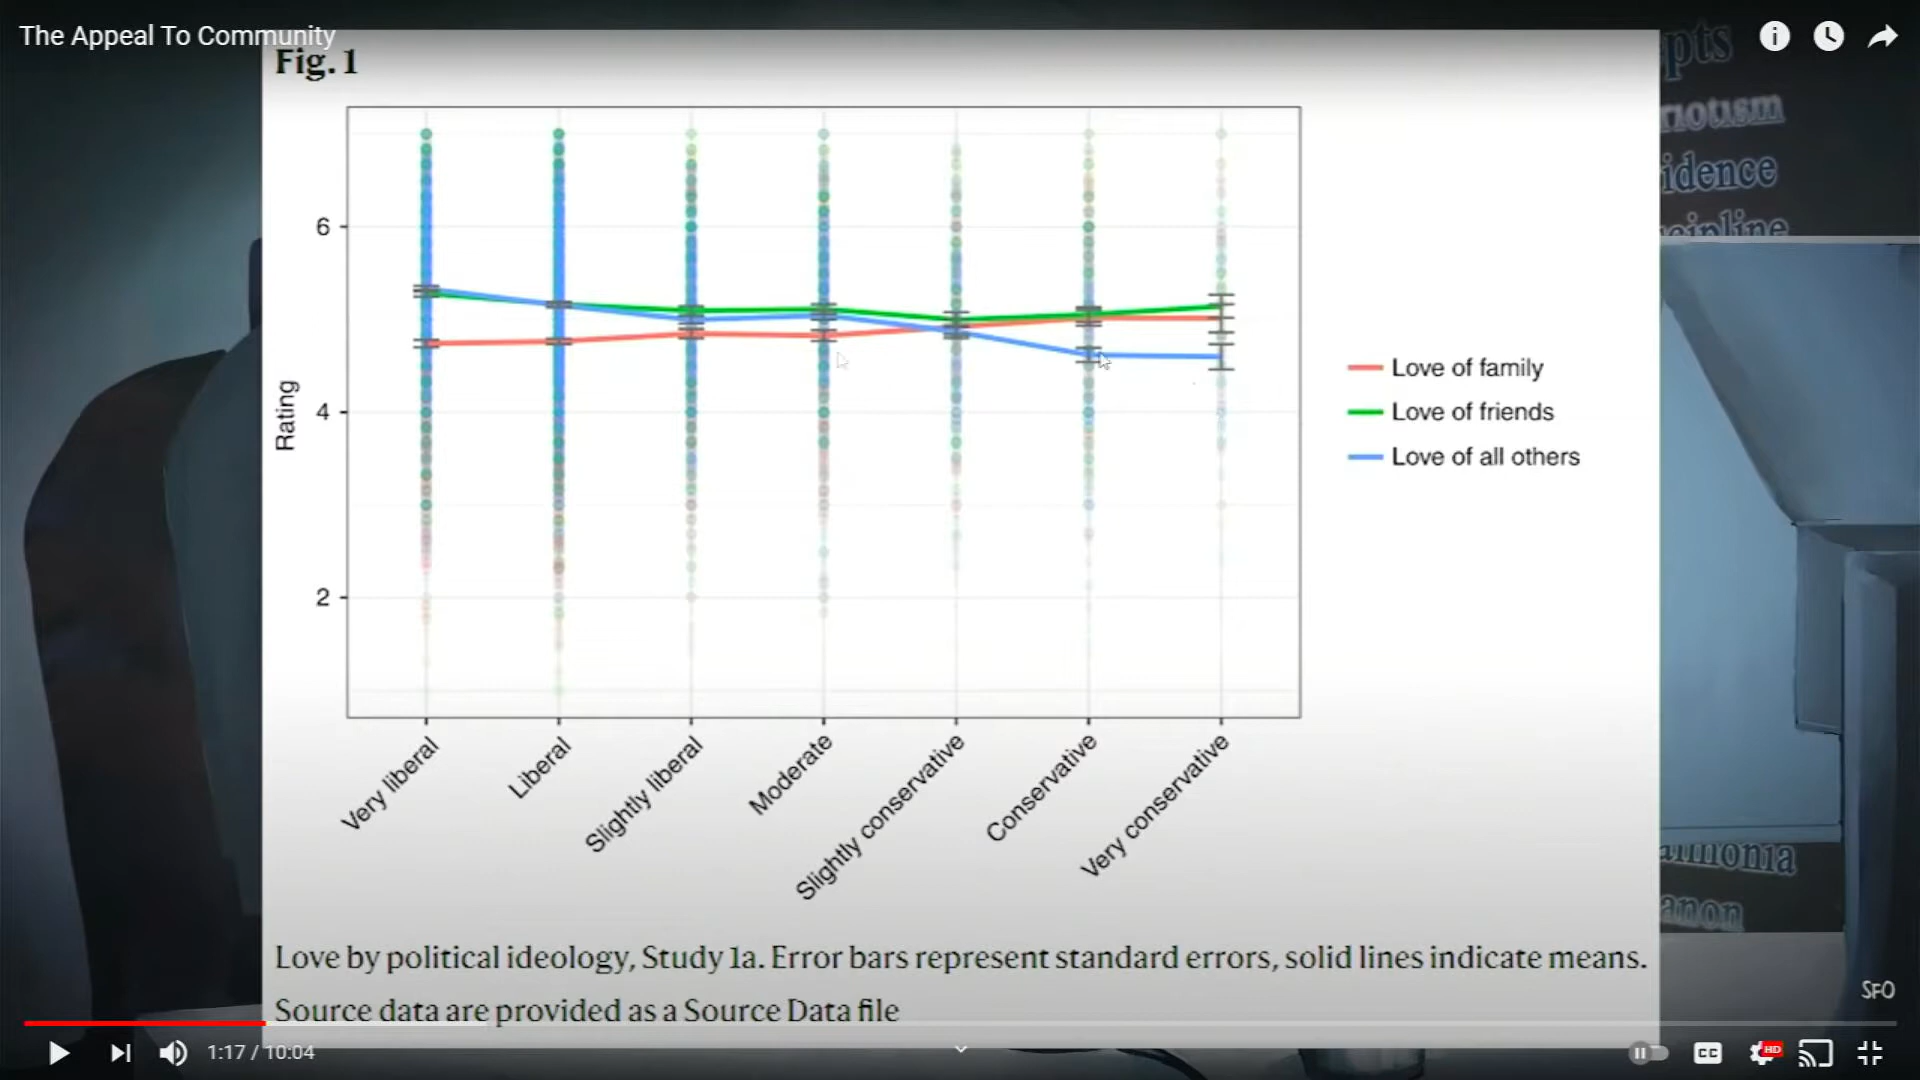 The Appeal To Community
Fig. 1
6
4
2
Rating
Very liberal
Liberal
Slightly liberal
Moderate
Slightly conservative
Conservative
Very conservative
Love of family
Love of friends
Love of all others
Love by political ideology, Study 1a. Error bars represent standard errors, solid lines indicate means.
Source data are provided as a Source Data file
SFO
1:17 / 10:04
CC
HD